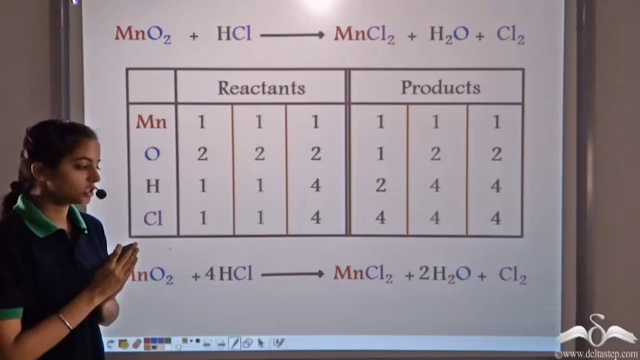 MnO₂ + HCl ⟶ MnCl₂ + H₂O + Cl₂
Reactants Products
Mn 1 1 1 1 1 1
O 2 2 2 1 2 2
H 1 1 4 2 4 4
Cl 1 1 4 4 4 4
nO₂ + 4HCl ⟶ MnCl₂ + 2H₂O + Cl₂
©www.deltastep.com